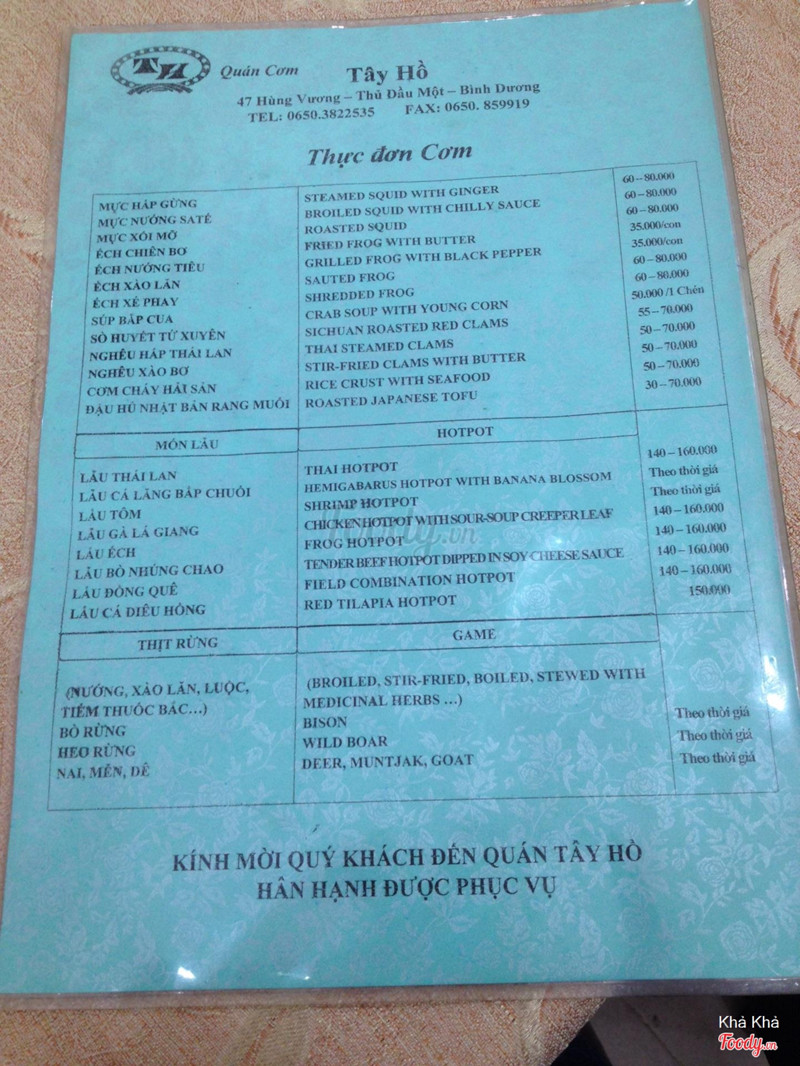 TH Quán Cơm Tây Hồ
47 Hùng Vương – Thủ Dầu Một – Bình Dương
TEL: 0650.3822535 FAX: 0650. 859919
Thực đơn Cơm
MỰC HẤP GỪNG STEAMED SQUID WITH GINGER 60 – 80.000
MỰC NƯỚNG SATÉ BROILED SQUID WITH CHILLY SAUCE 60 – 80.000
MỰC XÔI MỠ ROASTED SQUID 60 – 80.000
ẾCH CHIÊN BƠ FRIED FROG WITH BUTTER 35.000/con
ẾCH NƯỚNG TIÊU GRILLED FROG WITH BLACK PEPPER 35.000/con
ẾCH XÀO LĂN SAUTED FROG 60 – 80.000
ẾCH XÉ PHAY SHREDDED FROG 60 – 80.000
SÚP BẮP CUA CRAB SOUP WITH YOUNG CORN 50.000 /1 Chén
SÒ HUYẾT TỨ XUYÊN SICHUAN ROASTED RED CLAMS 55 – 70.000
NGHÊU HẤP THÁI LAN THAI STEAMED CLAMS 50 – 70.000
NGHÊU XÀO BƠ STIR-FRIED CLAMS WITH BUTTER 50 – 70.000
CƠM CHÁY HẢI SẢN RICE CRUST WITH SEAFOOD 50 – 70.000
ĐẬU HŨ NHẬT BẢN RANG MUỐI ROASTED JAPANESE TOFU 30 – 70.000
MÓN LẨU HOTPOT
LẨU THÁI LAN THAI HOTPOT 140 – 160.000
LẨU CÁ LĂNG BẮP CHUỐI HEMIGABARUS HOTPOT WITH BANANA BLOSSOM Theo thời giá
LẨU TÔM SHRIMP HOTPOT Theo thời giá
LẨU GÀ LÁ GIANG CHICKEN HOTPOT WITH SOUR-SOUP CREEPER LEAF 140 – 160.000
LẨU ẾCH FROG HOTPOT 140 – 160.000
LẨU BÒ NHÚNG CHAO TENDER BEEF HOTPOT DIPPED IN SOY CHEESE SAUCE 140 – 160.000
LẨU ĐỒNG QUÊ FIELD COMBINATION HOTPOT 140 – 160.000
LẨU CÁ DIÊU HỒNG RED TILAPIA HOTPOT 150.000
THỊT RỪNG GAME
(NƯỚNG, XÀO LĂN, LUỘC, (BROILED, STIR-FRIED, BOILED, STEWED WITH
TIỀM THUỐC BẮC...) MEDICINAL HERBS ...)
BÒ RỪNG BISON Theo thời giá
HEO RỪNG WILD BOAR Theo thời giá
NAI, MỄN, DÊ DEER, MUNTJAK, GOAT Theo thời giá
KÍNH MỜI QUÝ KHÁCH ĐẾN QUÁN TÂY HỒ
HÂN HẠNH ĐƯỢC PHỤC VỤ
Foody.vn
Khả Khả
Foody.vn